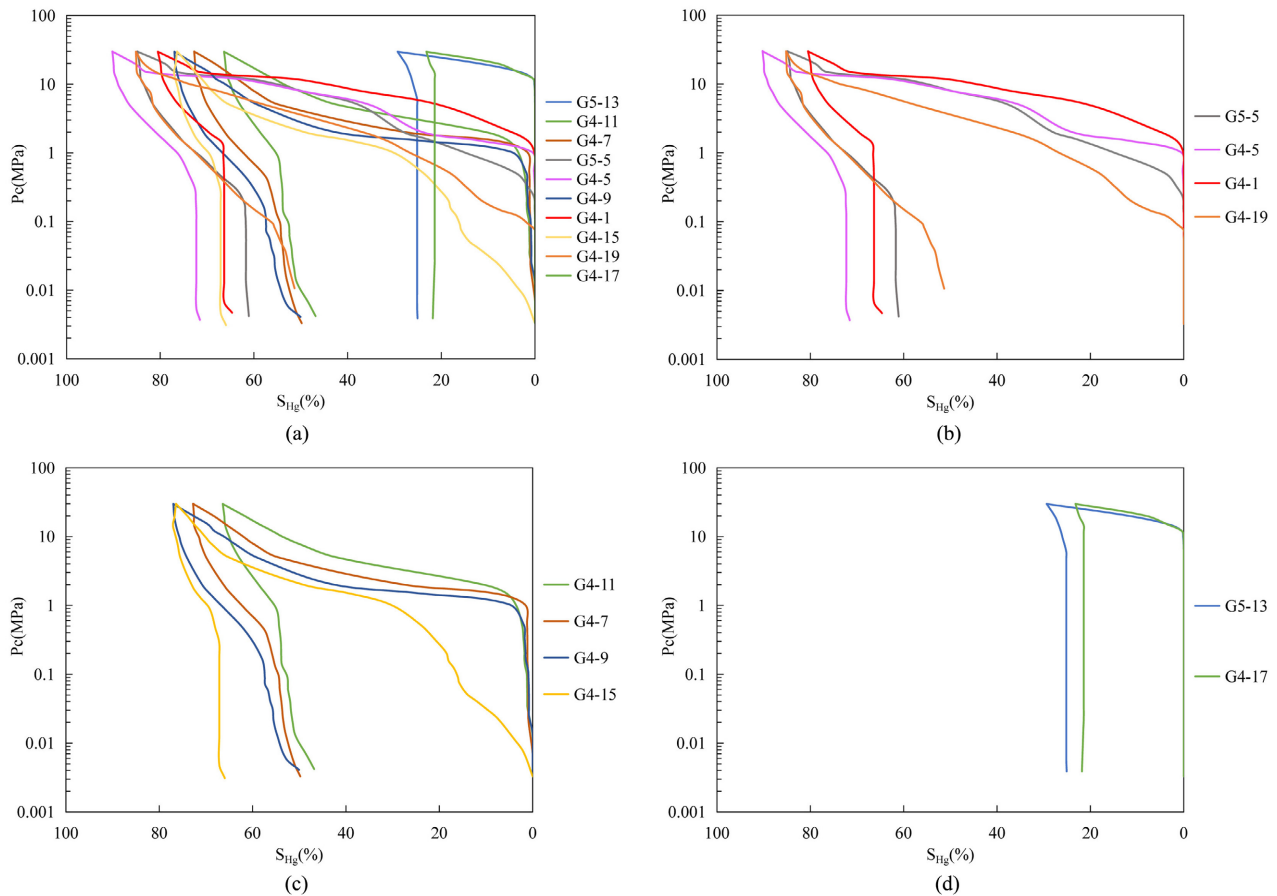 100
10
1
0.1
0.01
0.001
Pc(MPa)
100 80 60 40 20 0
S_Hg(%)
G5-13
G4-11
G4-7
G5-5
G4-5
G4-9
G4-1
G4-15
G4-19
G4-17
(a)
100
10
1
0.1
0.01
0.001
Pc(MPa)
100 80 60 40 20 0
S_Hg(%)
G5-5
G4-5
G4-1
G4-19
(b)
100
10
1
0.1
0.01
0.001
Pc(MPa)
100 80 60 40 20 0
S_Hg(%)
G4-11
G4-7
G4-9
G4-15
(c)
100
10
1
0.1
0.01
0.001
Pc(MPa)
100 80 60 40 20 0
S_Hg(%)
G5-13
G4-17
(d)